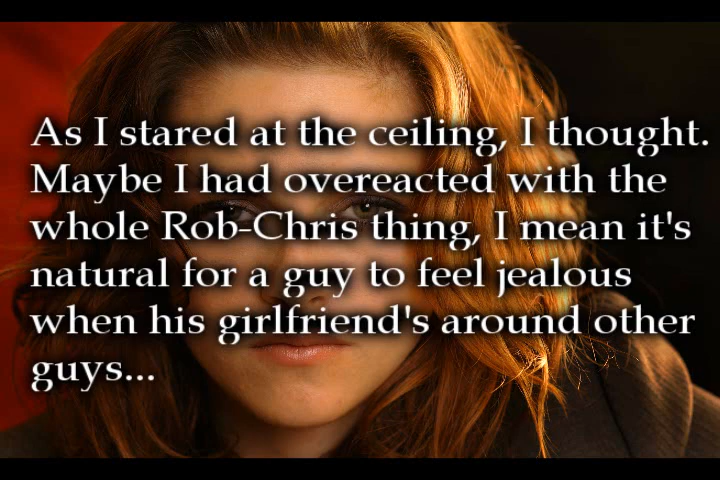 As I stared at the ceiling, I thought.
Maybe I had overeacted with the
whole Rob-Chris thing, I mean it's
natural for a guy to feel jealous
when his girlfriend's around other
guys...